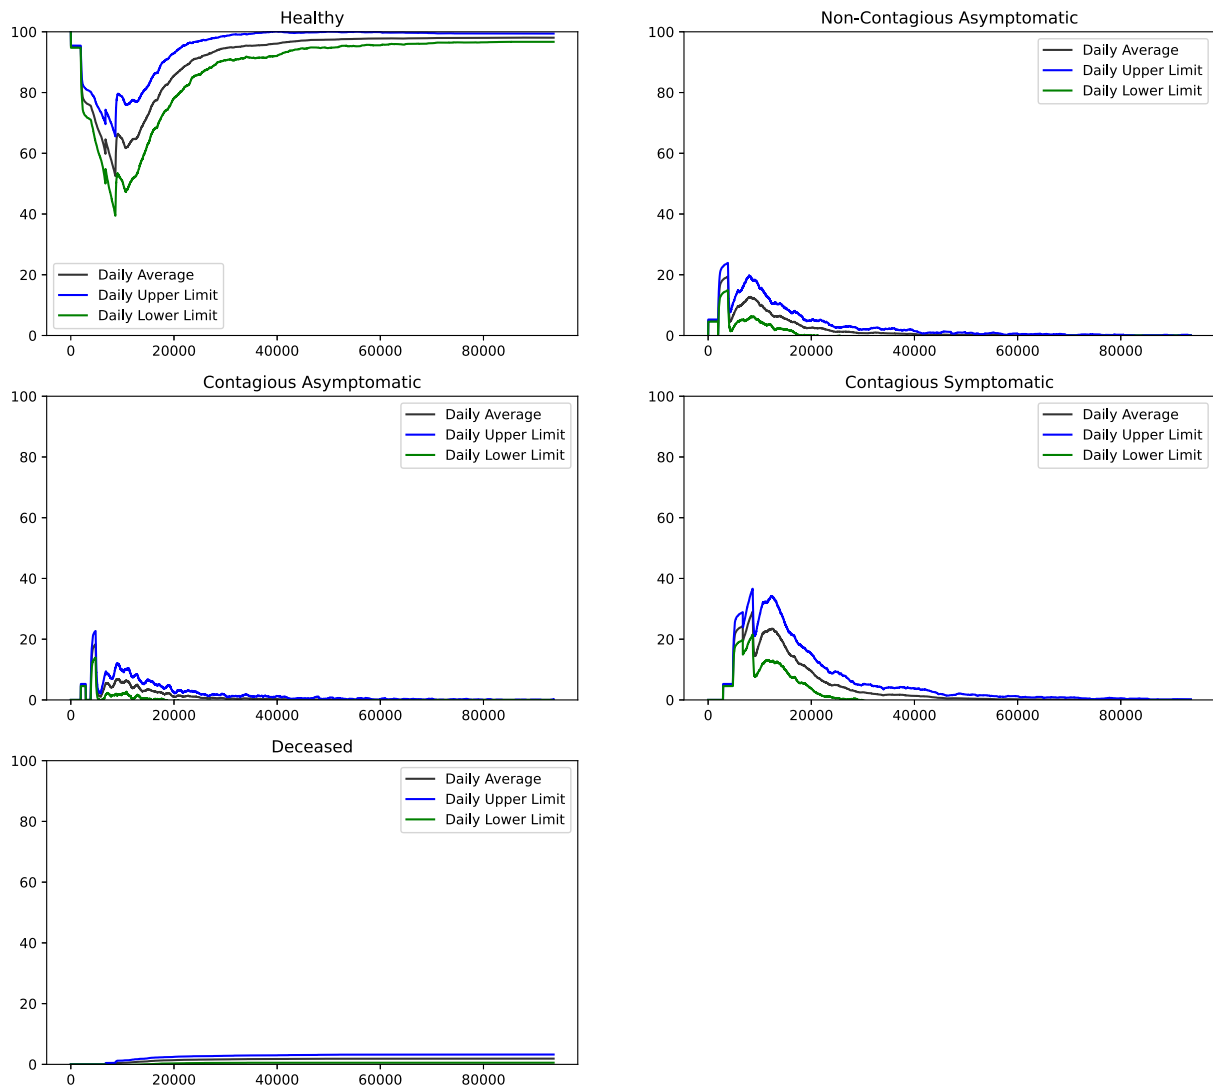 Healthy
100
80
60
40
20
0
Daily Average
Daily Upper Limit
Daily Lower Limit
0 20000 40000 60000 80000
Non-Contagious Asymptomatic
100
80
60
40
20
0
Daily Average
Daily Upper Limit
Daily Lower Limit
0 20000 40000 60000 80000
Contagious Asymptomatic
100
80
60
40
20
0
Daily Average
Daily Upper Limit
Daily Lower Limit
0 20000 40000 60000 80000
Contagious Symptomatic
100
80
60
40
20
0
Daily Average
Daily Upper Limit
Daily Lower Limit
0 20000 40000 60000 80000
Deceased
100
80
60
40
20
0
Daily Average
Daily Upper Limit
Daily Lower Limit
0 20000 40000 60000 80000